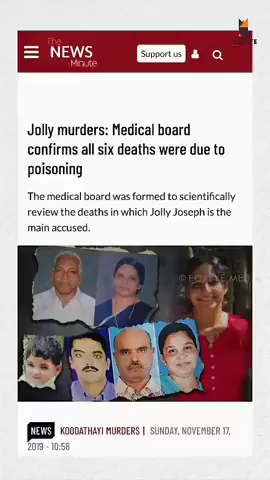 The
NEWS
Minute
Support us
Jolly murders: Medical board
confirms all six deaths were due to
poisoning
The medical board was formed to scientifically
review the deaths in which Jolly Joseph is the
main accused.
NEWS KOODATHAYI MURDERS | SUNDAY, NOVEMBER 17,
2019 - 10:58